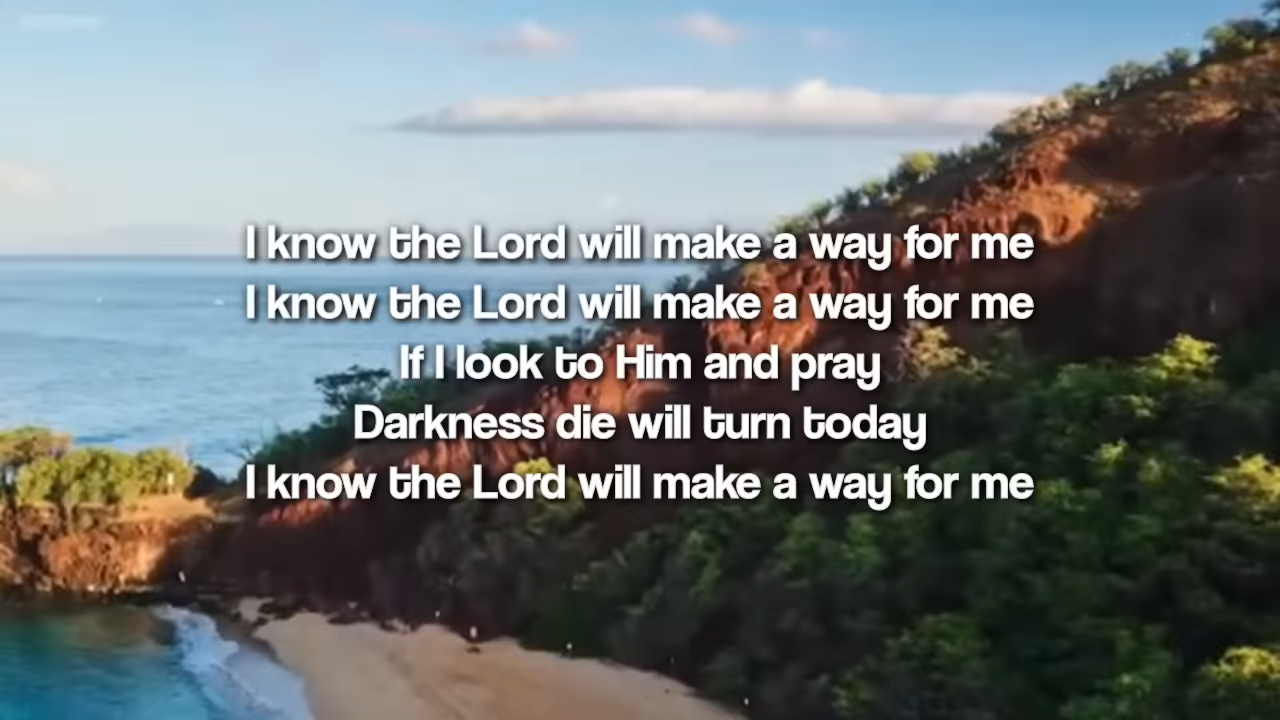 I know the Lord will make a way for me
I know the Lord will make a way for me
If I look to Him and pray
Darkness die will turn today
I know the Lord will make a way for me